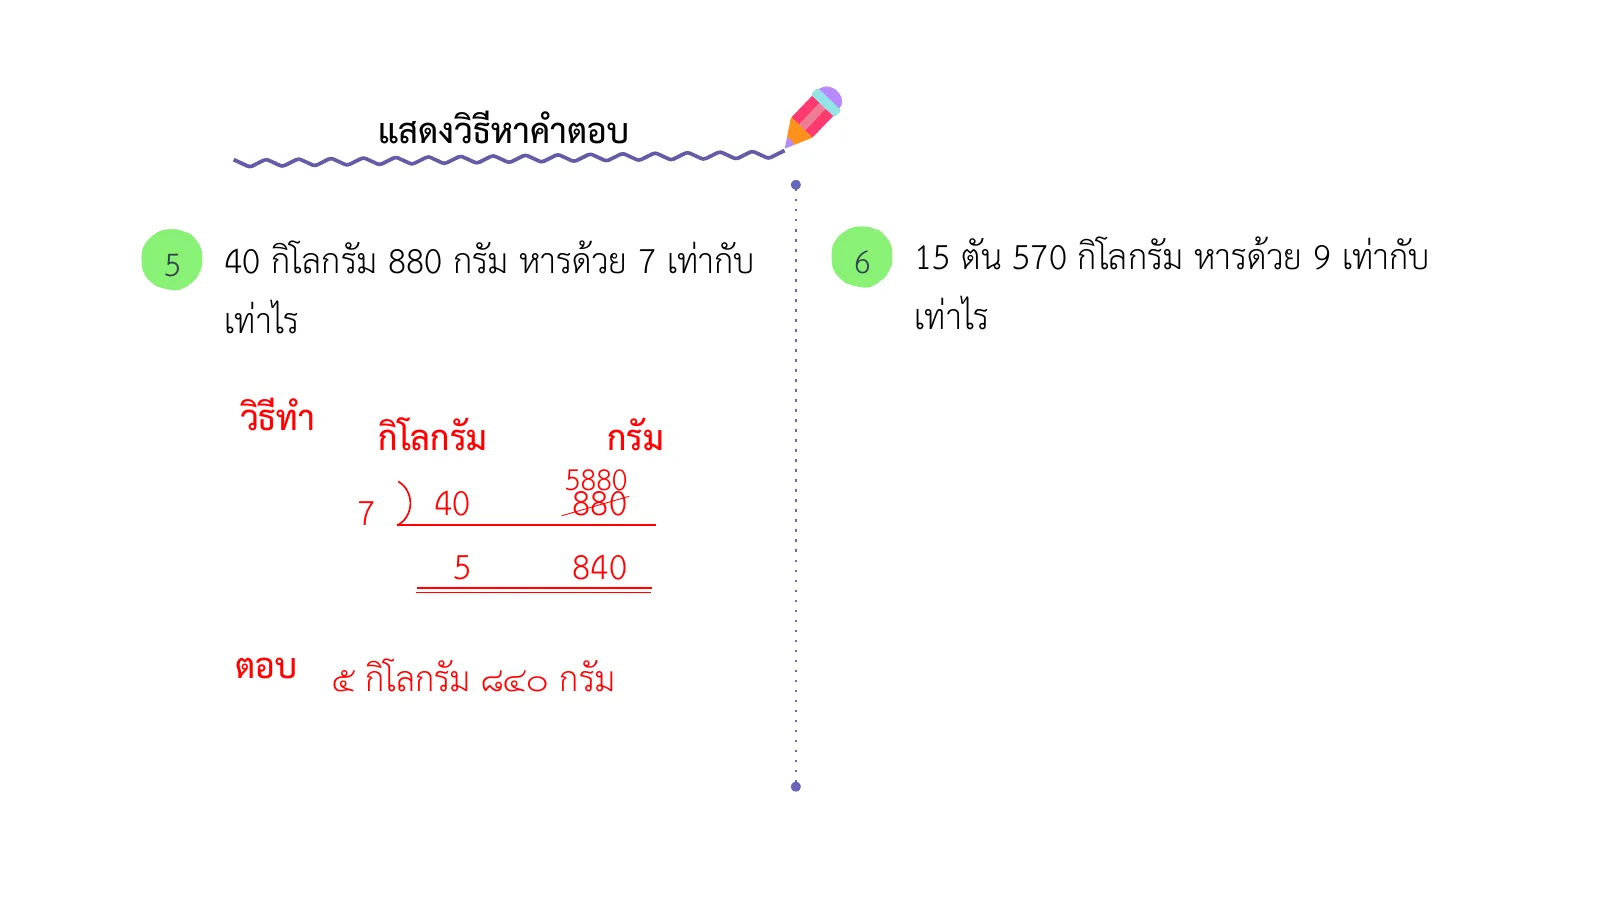 แสดงวิธีหาคำตอบ
5 40 กิโลกรัม 880 กรัม หารด้วย 7 เท่ากับ
เท่าไร
วิธีทำ
กิโลกรัม กรัม
5880
7 ) 40 880
5 840
ตอบ ๕ กิโลกรัม ๘๔๐ กรัม
6 15 ตัน 570 กิโลกรัม หารด้วย 9 เท่ากับ
เท่าไร